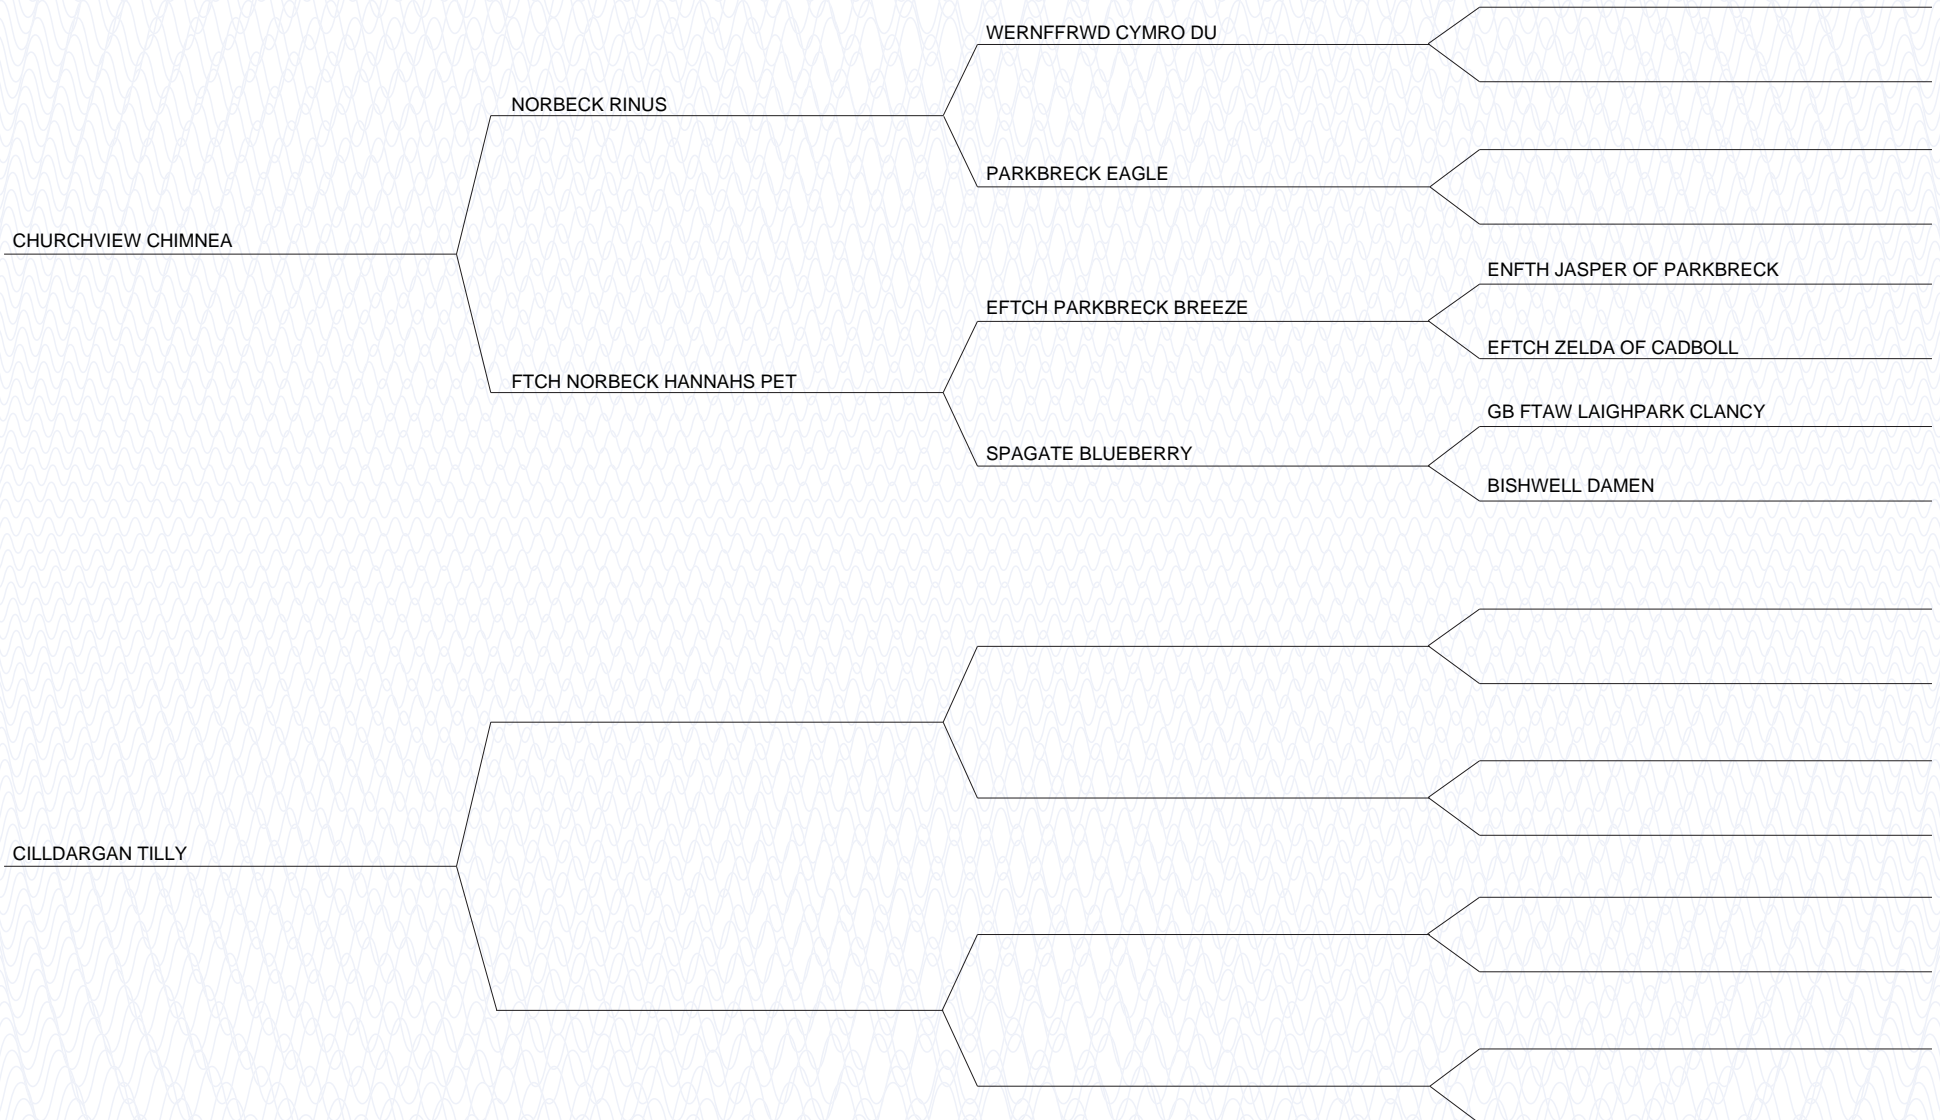 WERNFFRWD CYMRO DU
NORBECK RINUS
PARKBRECK EAGLE
CHURCHVIEW CHIMNEA
ENFTH JASPER OF PARKBRECK
EFTCH PARKBRECK BREEZE
EFTCH ZELDA OF CADBOLL
FTCH NORBECK HANNAHS PET
GB FTAW LAIGHPARK CLANCY
SPAGATE BLUEBERRY
BISHWELL DAMEN
CILLDARGAN TILLY